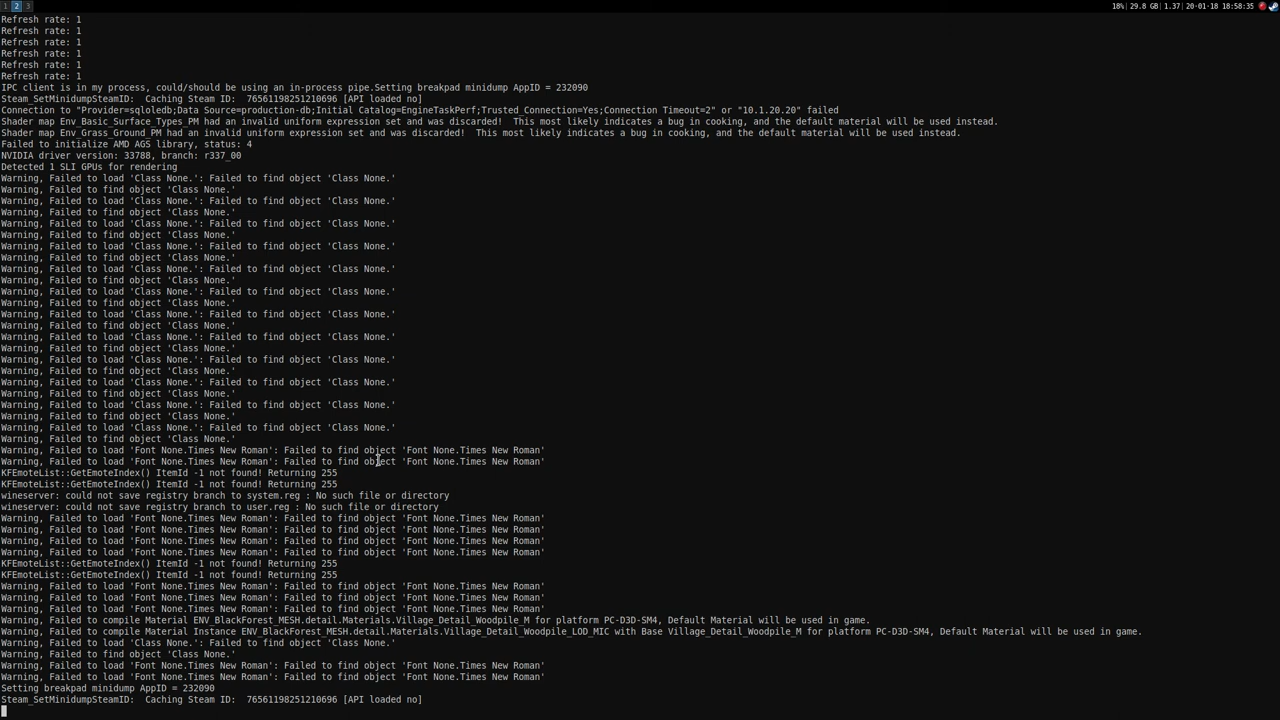 1 2 3
18%|29.8 GB|1.37|20-01-18 18:58:35
Refresh rate: 1
Refresh rate: 1
Refresh rate: 1
Refresh rate: 1
Refresh rate: 1
Refresh rate: 1
IPC client is in my process, could/should be using an in-process pipe.Setting breakpad minidump AppID = 232090
Steam_SetMinidumpSteamID:  Caching Steam ID:  76561198251210696 [API loaded no]
Connection to "Provider=sqloledb;Data Source=production-db;Initial Catalog=EngineTaskPerf;Trusted_Connection=Yes;Connection Timeout=2" or "10.1.20.20" failed
Shader map Env_Basic_Surface_Types_PM had an invalid uniform expression set and was discarded!  This most likely indicates a bug in cooking, and the default material will be used instead.
Shader map Env_Grass_Ground_PM had an invalid uniform expression set and was discarded!  This most likely indicates a bug in cooking, and the default material will be used instead.
Failed to initialize AMD AGS library, status: 4
NVIDIA driver version: 33788, branch: r337_00
Detected 1 SLI GPUs for rendering
Warning, Failed to load 'Class None.': Failed to find object 'Class None.'
Warning, Failed to find object 'Class None.'
Warning, Failed to load 'Class None.': Failed to find object 'Class None.'
Warning, Failed to find object 'Class None.'
Warning, Failed to load 'Class None.': Failed to find object 'Class None.'
Warning, Failed to find object 'Class None.'
Warning, Failed to load 'Class None.': Failed to find object 'Class None.'
Warning, Failed to find object 'Class None.'
Warning, Failed to load 'Class None.': Failed to find object 'Class None.'
Warning, Failed to find object 'Class None.'
Warning, Failed to load 'Class None.': Failed to find object 'Class None.'
Warning, Failed to find object 'Class None.'
Warning, Failed to load 'Class None.': Failed to find object 'Class None.'
Warning, Failed to find object 'Class None.'
Warning, Failed to load 'Class None.': Failed to find object 'Class None.'
Warning, Failed to find object 'Class None.'
Warning, Failed to load 'Class None.': Failed to find object 'Class None.'
Warning, Failed to find object 'Class None.'
Warning, Failed to load 'Class None.': Failed to find object 'Class None.'
Warning, Failed to find object 'Class None.'
Warning, Failed to load 'Class None.': Failed to find object 'Class None.'
Warning, Failed to find object 'Class None.'
Warning, Failed to load 'Class None.': Failed to find object 'Class None.'
Warning, Failed to find object 'Class None.'
Warning, Failed to load 'Font None.Times New Roman': Failed to find object 'Font None.Times New Roman'
Warning, Failed to load 'Font None.Times New Roman': Failed to find object 'Font None.Times New Roman'
KFEmoteList::GetEmoteIndex() ItemId -1 not found! Returning 255
KFEmoteList::GetEmoteIndex() ItemId -1 not found! Returning 255
wineserver: could not save registry branch to system.reg : No such file or directory
wineserver: could not save registry branch to user.reg : No such file or directory
Warning, Failed to load 'Font None.Times New Roman': Failed to find object 'Font None.Times New Roman'
Warning, Failed to load 'Font None.Times New Roman': Failed to find object 'Font None.Times New Roman'
Warning, Failed to load 'Font None.Times New Roman': Failed to find object 'Font None.Times New Roman'
Warning, Failed to load 'Font None.Times New Roman': Failed to find object 'Font None.Times New Roman'
KFEmoteList::GetEmoteIndex() ItemId -1 not found! Returning 255
KFEmoteList::GetEmoteIndex() ItemId -1 not found! Returning 255
Warning, Failed to load 'Font None.Times New Roman': Failed to find object 'Font None.Times New Roman'
Warning, Failed to load 'Font None.Times New Roman': Failed to find object 'Font None.Times New Roman'
Warning, Failed to load 'Font None.Times New Roman': Failed to find object 'Font None.Times New Roman'
Warning, Failed to compile Material ENV_BlackForest_MESH.detail.Materials.Village_Detail_Woodpile_M for platform PC-D3D-SM4, Default Material will be used in game.
Warning, Failed to compile Material Instance ENV_BlackForest_MESH.detail.Materials.Village_Detail_Woodpile_LOD_MIC with Base Village_Detail_Woodpile_M for platform PC-D3D-SM4, Default Material will be used in game.
Warning, Failed to load 'Class None.': Failed to find object 'Class None.'
Warning, Failed to find object 'Class None.'
Warning, Failed to load 'Font None.Times New Roman': Failed to find object 'Font None.Times New Roman'
Warning, Failed to load 'Font None.Times New Roman': Failed to find object 'Font None.Times New Roman'
Setting breakpad minidump AppID = 232090
Steam_SetMinidumpSteamID:  Caching Steam ID:  76561198251210696 [API loaded no]